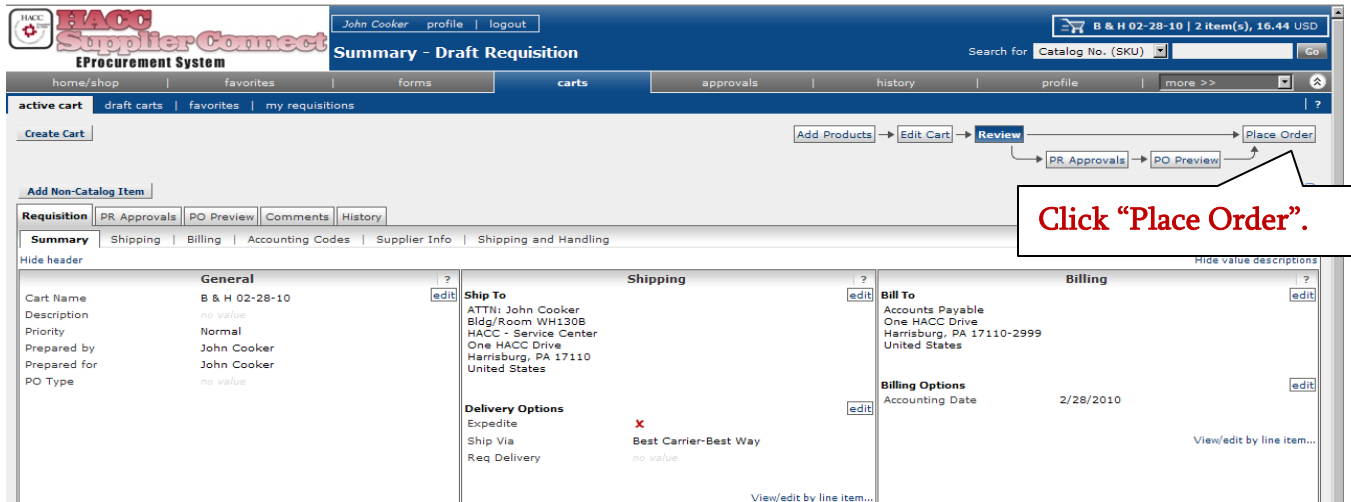 HACC
HACC
Supplier Connect
EProcurement System
John Cooker profile | logout
B & H 02-28-10 | 2 item(s), 16.44 USD
Summary - Draft Requisition
Search for Catalog No. (SKU) Go
home/shop | favorites | forms carts approvals | history | profile | more >>
active cart draft carts | favorites | my requisitions | ?
Create Cart
Add Products Edit Cart Review Place Order
PR Approvals PO Preview
Add Non-Catalog Item
Click “Place Order”.
Requisition PR Approvals PO Preview Comments History
Summary Shipping | Billing | Accounting Codes | Supplier Info | Shipping and Handling
Hide header Hide value descriptions
General ?
Cart Name B & H 02-28-10 edit
Description no value
Priority Normal
Prepared by John Cooker
Prepared for John Cooker
PO Type no value
Shipping ?
Ship To edit
ATTN: John Cooker
Bldg/Room WH130B
HACC - Service Center
One HACC Drive
Harrisburg, PA 17110
United States
Delivery Options edit
Expedite x
Ship Via Best Carrier-Best Way
Req Delivery no value
View/edit by line item...
Billing ?
Bill To edit
Accounts Payable
One HACC Drive
Harrisburg, PA 17110-2999
United States
Billing Options edit
Accounting Date 2/28/2010
View/edit by line item...